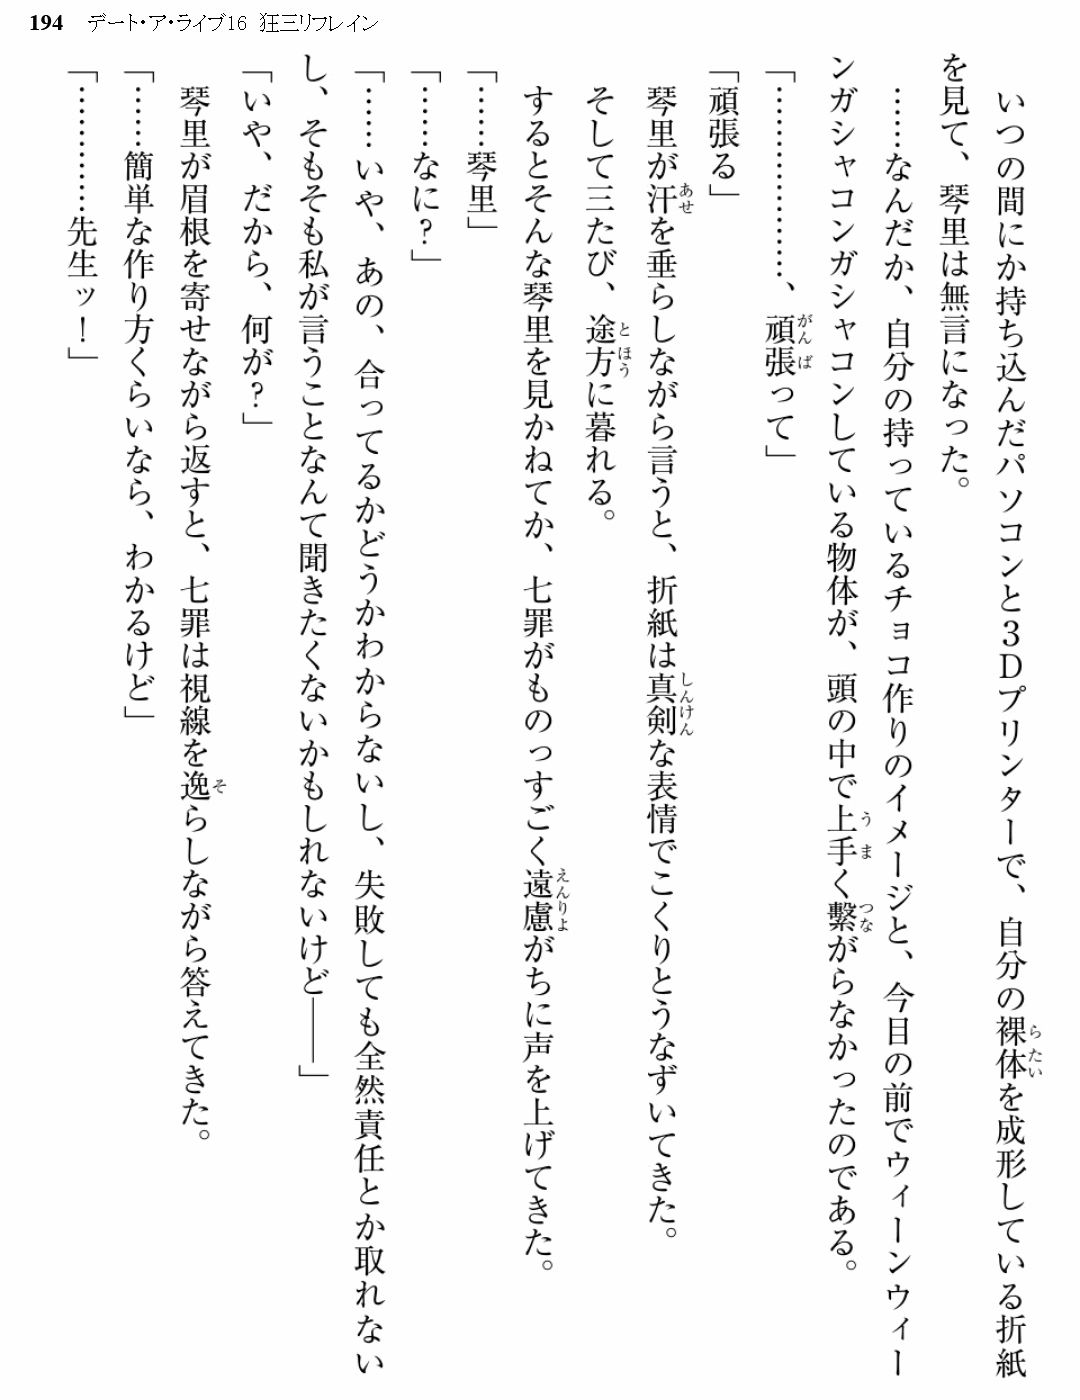 194 デート・ア・ライブ16 狂三リフレイン
いつの間にか持ち込んだパソコンと3Dプリンターで、自分の裸体を成形している折紙
を見て、琴里は無言になった。
……なんだか、自分の持っているチョコ作りのイメージと、今目の前でウィーンウィー
ンガシャコンガシャコンしている物体が、頭の中で上手く繋がらなかったのである。
「………………、頑張って」
「頑張る」
琴里が汗を垂らしながら言うと、折紙は真剣な表情でこくりとうなずいてきた。
そして三たび、途方に暮れる。
するとそんな琴里を見かねてか、七罪がものっすごく遠慮がちに声を上げてきた。
「……琴里」
「……なに？」
「……いや、あの、合ってるかどうかわからないし、失敗しても全然責任とか取れない
し、そもそも私が言うことなんて聞きたくないかもしれないけど――」
「いや、だから、何が？」
琴里が眉根を寄せながら返すと、七罪は視線を逸らしながら答えてきた。
「……簡単な作り方くらいなら、わかるけど」
「…………先生ッ！」